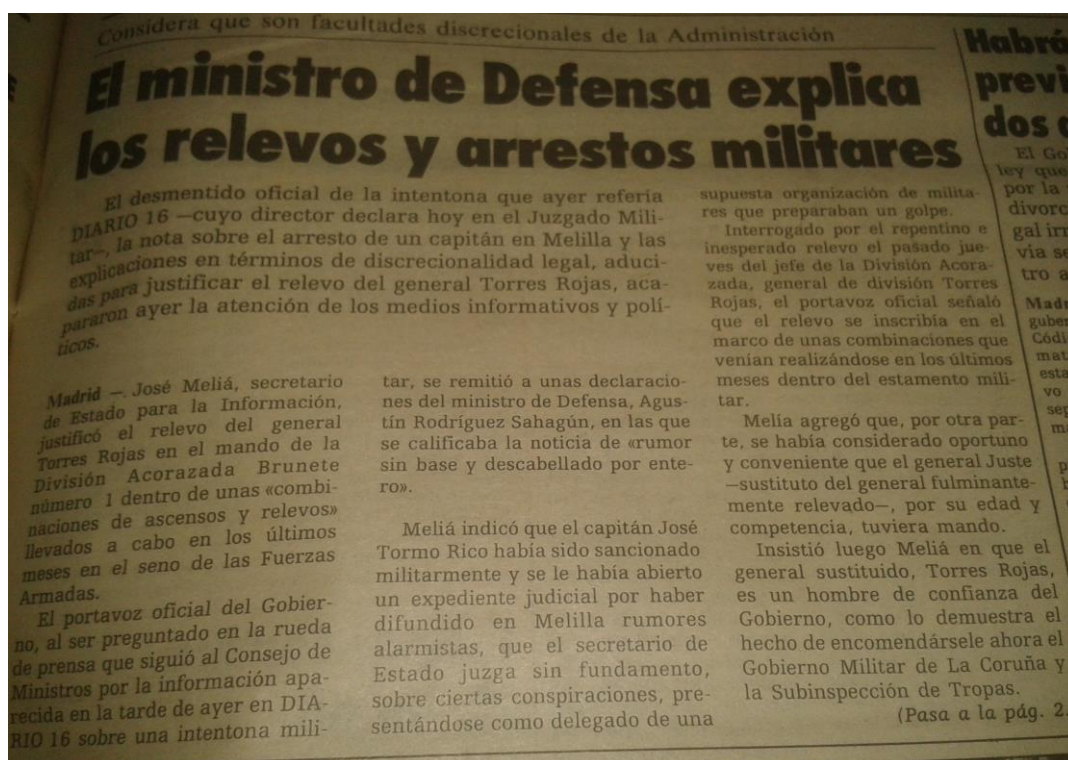 Considera que son facultades discrecionales de la Administración
El ministro de Defensa explica
los relevos y arrestos militares
El desmentido oficial de la intentona que ayer refería
DIARIO 16 —cuyo director declara hoy en el Juzgado Mili-
tar—, la nota sobre el arresto de un capitán en Melilla y las
explicaciones en términos de discrecionalidad legal, aduci-
das para justificar el relevo del general Torres Rojas, aca-
pararon ayer la atención de los medios informativos y polí-
ticos.
Madrid — José Meliá, secretario
de Estado para la Información,
justificó el relevo del general
Torres Rojas en el mando de la
División Acorazada Brunete
número 1 dentro de unas «combi-
naciones de ascensos y relevos»
llevados a cabo en los últimos
meses en el seno de las Fuerzas
Armadas.
El portavoz oficial del Gobier-
no, al ser preguntado en la rueda
de prensa que siguió al Consejo de
Ministros por la información apa-
recida en la tarde de ayer en DIA-
RIO 16 sobre una intentona mili-
tar, se remitió a unas declaracio-
nes del ministro de Defensa, Agus-
tín Rodríguez Sahagún, en las que
se calificaba la noticia de «rumor
sin base y descabellado por ente-
ro».
Meliá indicó que el capitán José
Tormo Rico había sido sancionado
militarmente y se le había abierto
un expediente judicial por haber
difundido en Melilla rumores
alarmistas, que el secretario de
Estado juzga sin fundamento,
sobre ciertas conspiraciones, pre-
sentándose como delegado de una
supuesta organización de milita-
res que preparaban un golpe.
Interrogado por el repentino e
inesperado relevo el pasado jue-
ves del jefe de la División Acora-
zada, general de división Torres
Rojas, el portavoz oficial señaló
que el relevo se inscribía en el
marco de unas combinaciones que
venían realizándose en los últimos
meses dentro del estamento mili-
tar.
Melía agregó que, por otra par-
te, se había considerado oportuno
y conveniente que el general Juste
—sustituto del general fulminante-
mente relevado—, por su edad y
competencia, tuviera mando.
Insistió luego Meliá en que el
general sustituido, Torres Rojas,
es un hombre de confianza del
Gobierno, como lo demuestra el
hecho de encomendársele ahora el
Gobierno Militar de La Coruña y
la Subinspección de Tropas.
(Pasa a la pág. 2.
Habrá
previ
dos
El Go
ley que
por la
divorc
gal irr
via se
tro a
Madr
guber
Códi
mat
esta
vo
sep